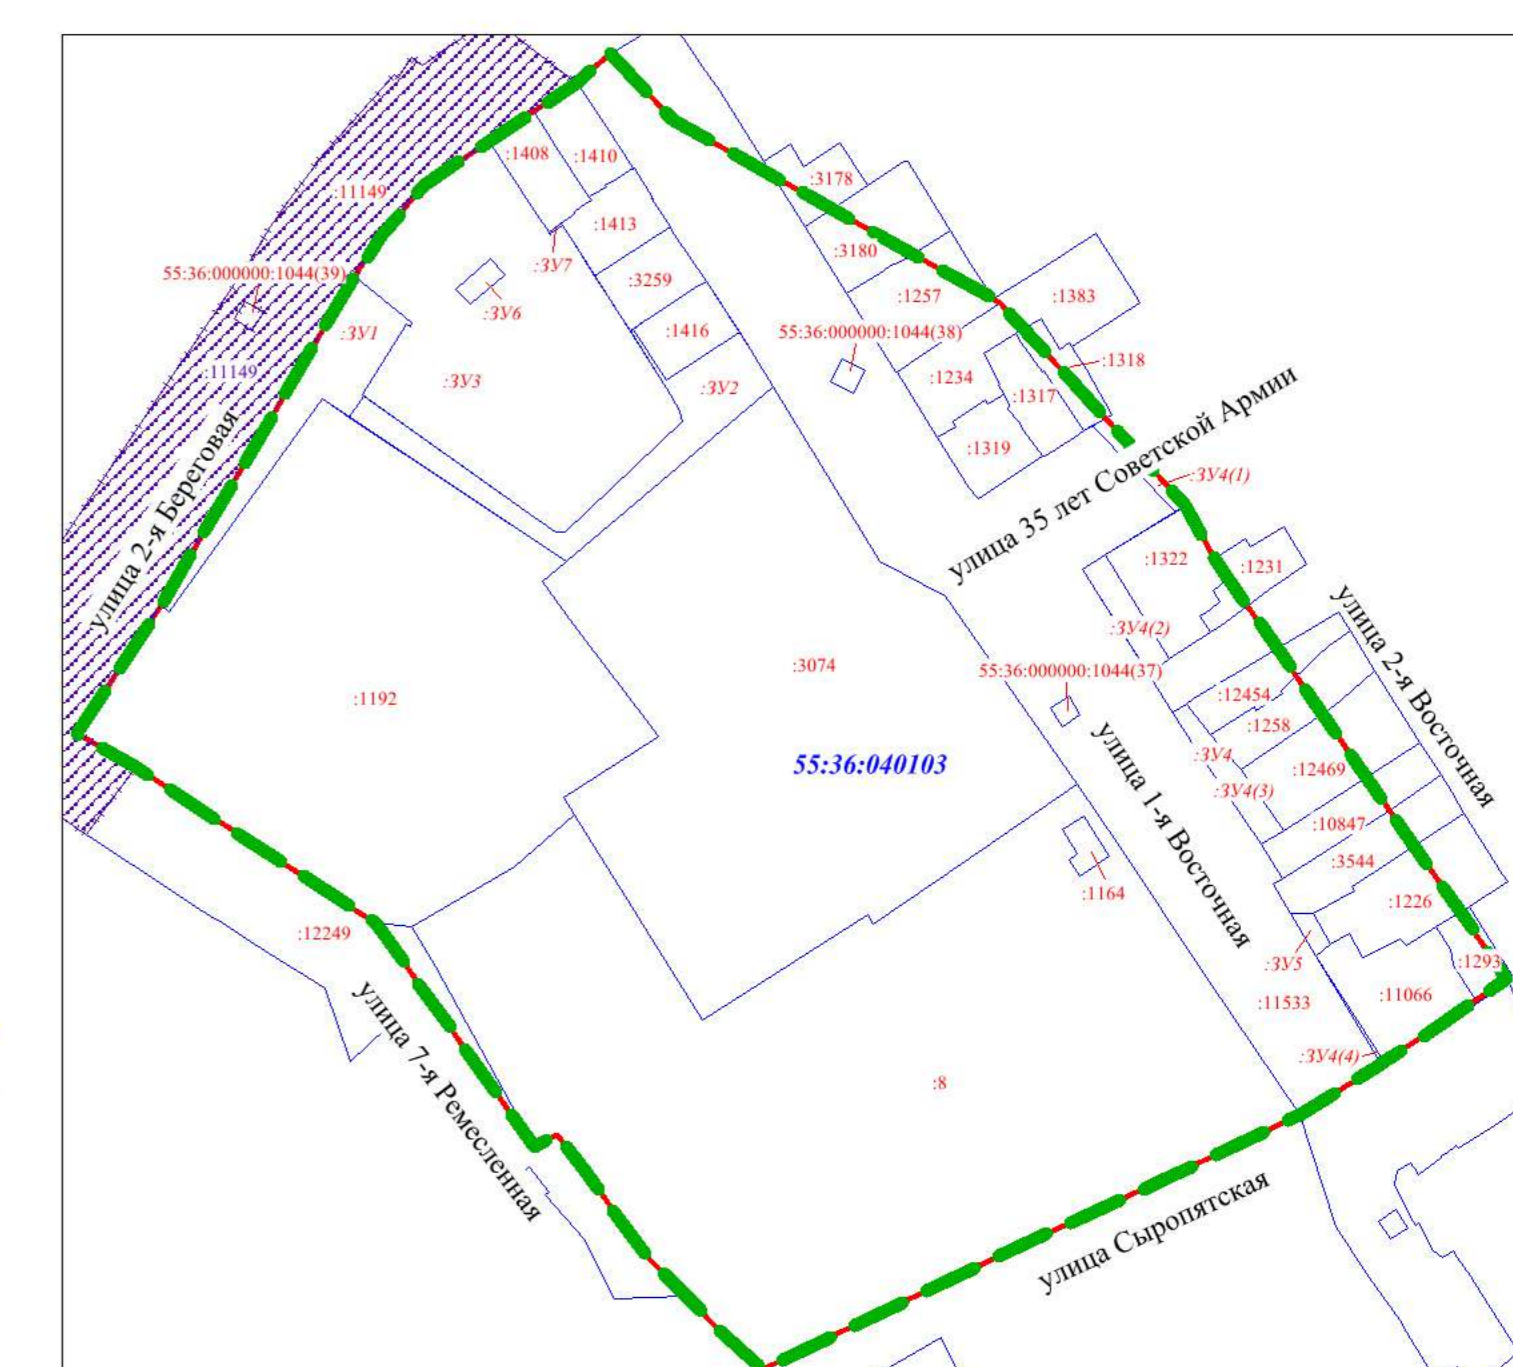 :1408
:1410
:3178
:11149
:1413
:3180
55:36:000000:1044(39)
:ЗУ7
:3259
:1257
:1383
:ЗУ6
:ЗУ1
:1416
55:36:000000:1044(38)
:1318
:11149
:ЗУ3
:ЗУ2
:1234
:1317
улица 35 лет Советской Армии
:1319
улица 2-я Береговая
:ЗУ4(1)
:1322
:1231
:ЗУ4(2)
улица 2-я Восточная
:3074
55:36:000000:1044(37)
:1192
:12454
:1258
55:36:040103
:ЗУ4
:12469
:ЗУ4(3)
улица 1-я Восточная
:10847
:3544
:1164
:1226
:12249
:ЗУ5
:1293
:11533
:11066
улица 7-я Ремесленная
:ЗУ4(4)
:8
улица Сыропятская